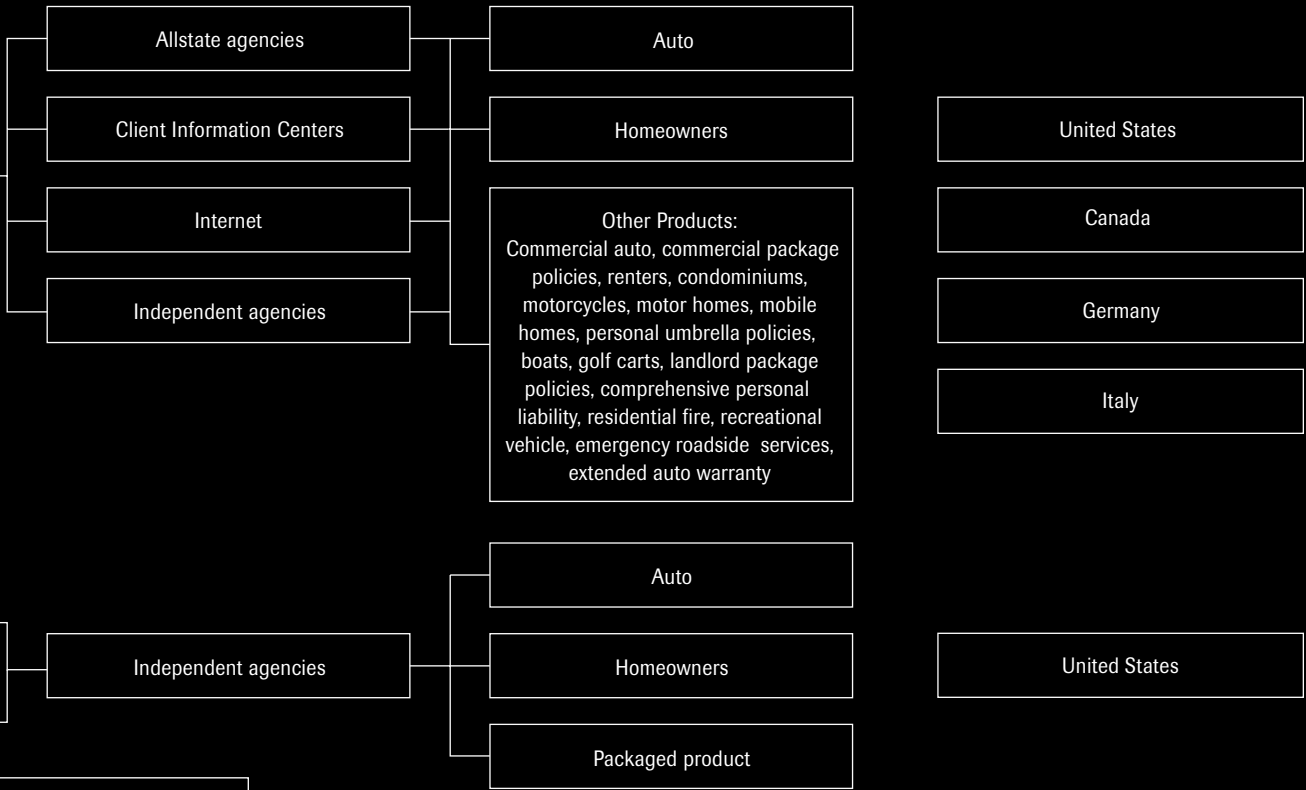 Allstate agencies
Client Information Centers
Internet
Independent agencies
Auto
Homeowners
Other Products:
Commercial auto, commercial package
policies, renters, condominiums,
motorcycles, motor homes, mobile
homes, personal umbrella policies,
boats, golf carts, landlord package
policies, comprehensive personal
liability, residential fire, recreational
vehicle, emergency roadside services,
extended auto warranty
United States
Canada
Germany
Italy
Independent agencies
Auto
Homeowners
Packaged product
United States